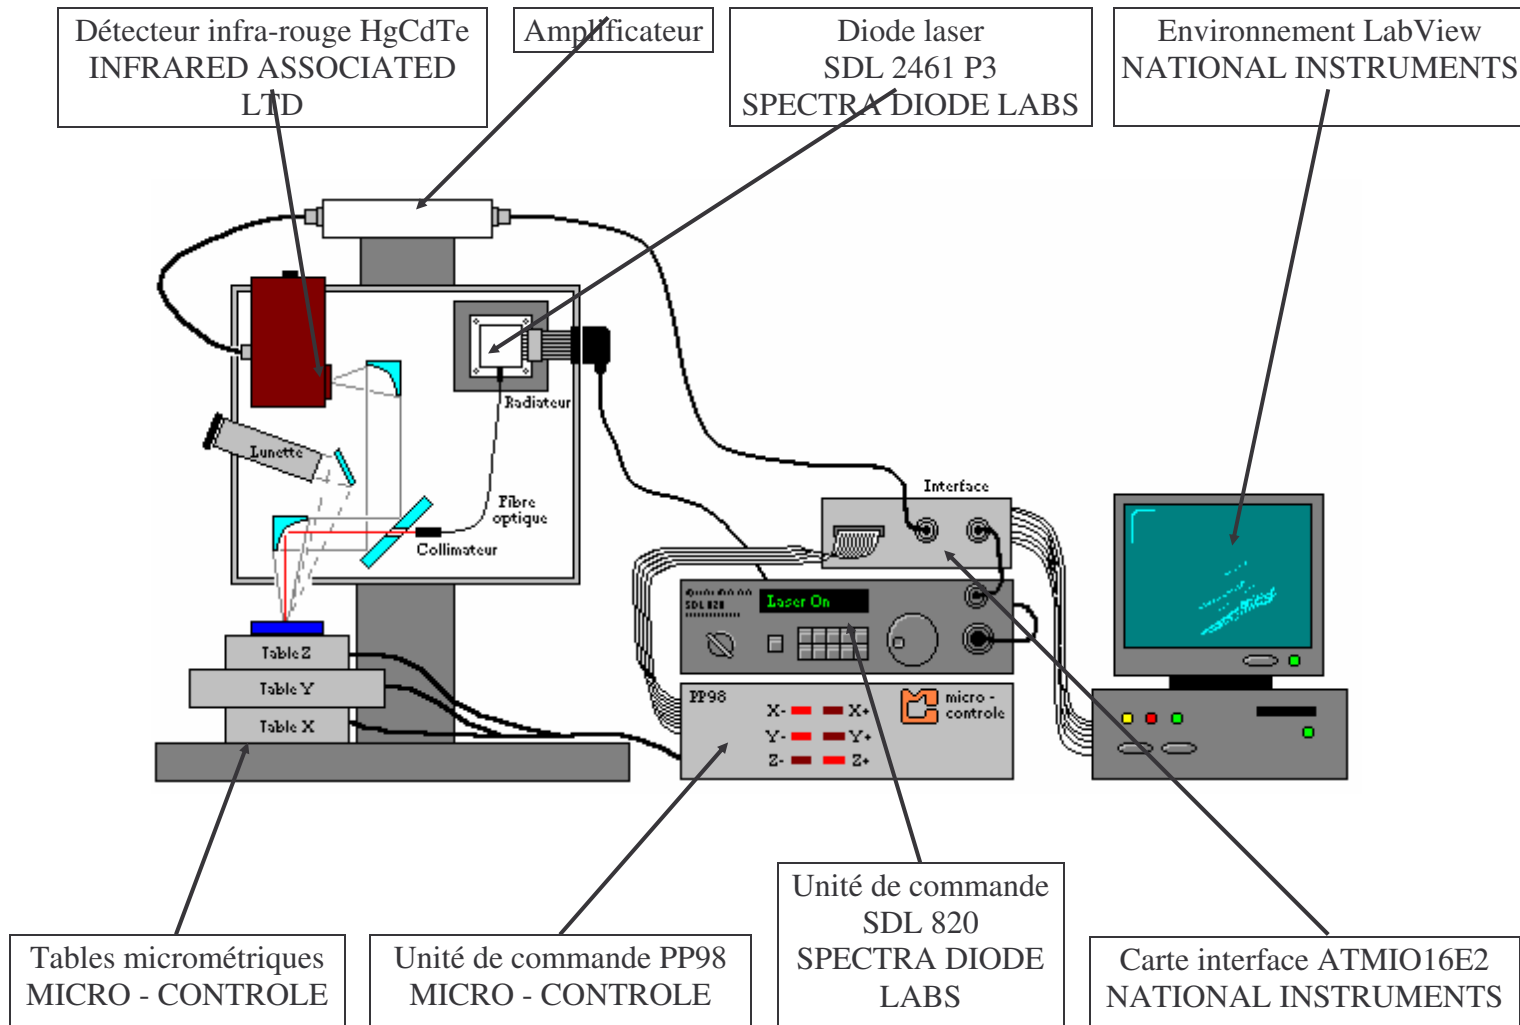 Détecteur infra-rouge HgCdTe
INFRARED ASSOCIATED
LTD
Amplificateur
Diode laser
SDL 2461 P3
SPECTRA DIODE LABS
Environnement LabView
NATIONAL INSTRUMENTS
Radiateur
Lunette
Fibre
optique
Collimateur
Interface
SDL 820
Laser On
Table Z
Table Y
Table X
PP98
X- X+
Y- Y+
Z- Z+
micro -
controle
Tables micrométriques
MICRO - CONTROLE
Unité de commande PP98
MICRO - CONTROLE
Unité de commande
SDL 820
SPECTRA DIODE
LABS
Carte interface ATMIO16E2
NATIONAL INSTRUMENTS